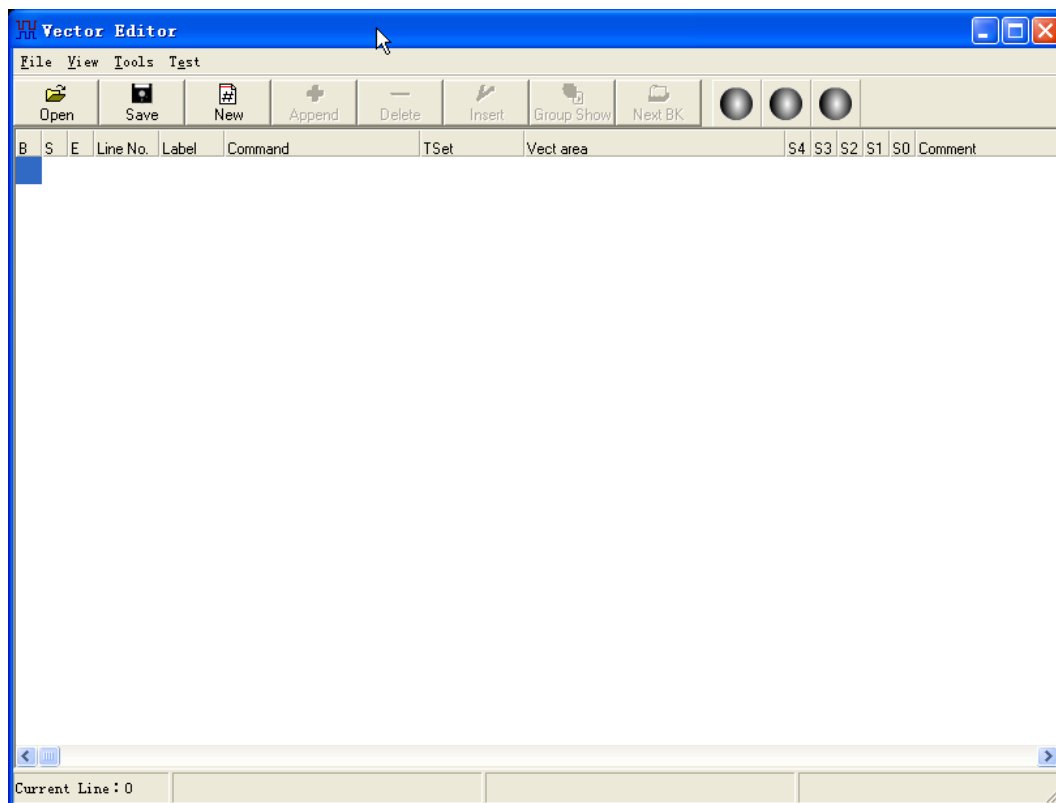 Vector Editor
File View Tools Test
Open Save New Append Delete Insert Group Show Next BK
B S E Line No. Label Command TSet Vect area S4 S3 S2 S1 S0 Comment
Current Line:0